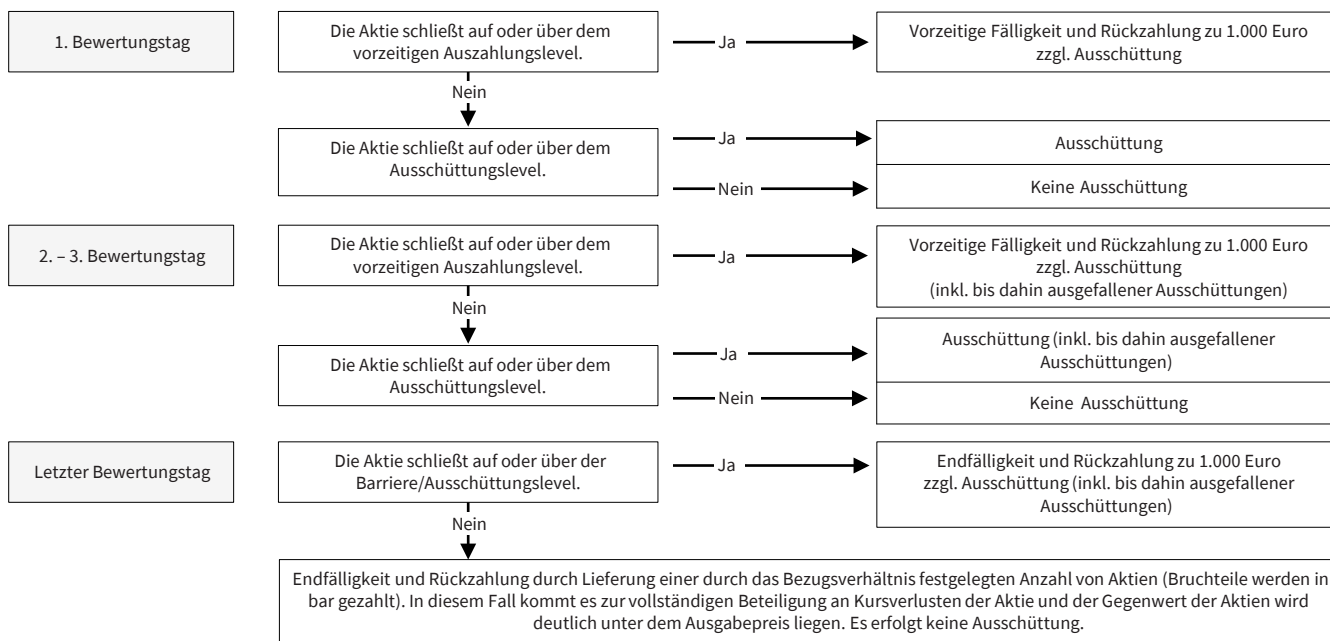 1. Bewertungstag
Die Aktie schließt auf oder über dem
vorzeitigen Auszahlungslevel.
Ja
Vorzeitige Fälligkeit und Rückzahlung zu 1.000 Euro
zzgl. Ausschüttung
Nein
Die Aktie schließt auf oder über dem
Ausschüttungslevel.
Ja
Ausschüttung
Nein
Keine Ausschüttung
2. – 3. Bewertungstag
Die Aktie schließt auf oder über dem
vorzeitigen Auszahlungslevel.
Ja
Vorzeitige Fälligkeit und Rückzahlung zu 1.000 Euro
zzgl. Ausschüttung
(inkl. bis dahin ausgefallener Ausschüttungen)
Nein
Die Aktie schließt auf oder über dem
Ausschüttungslevel.
Ja
Ausschüttung (inkl. bis dahin ausgefallener
Ausschüttungen)
Nein
Keine Ausschüttung
Letzter Bewertungstag
Die Aktie schließt auf oder über der
Barriere/Ausschüttungslevel.
Ja
Endfälligkeit und Rückzahlung zu 1.000 Euro
zzgl. Ausschüttung (inkl. bis dahin ausgefallener
Ausschüttungen)
Nein
Endfälligkeit und Rückzahlung durch Lieferung einer durch das Bezugsverhältnis festgelegten Anzahl von Aktien (Bruchteile werden in
bar gezahlt). In diesem Fall kommt es zur vollständigen Beteiligung an Kursverlusten der Aktie und der Gegenwert der Aktien wird
deutlich unter dem Ausgabepreis liegen. Es erfolgt keine Ausschüttung.